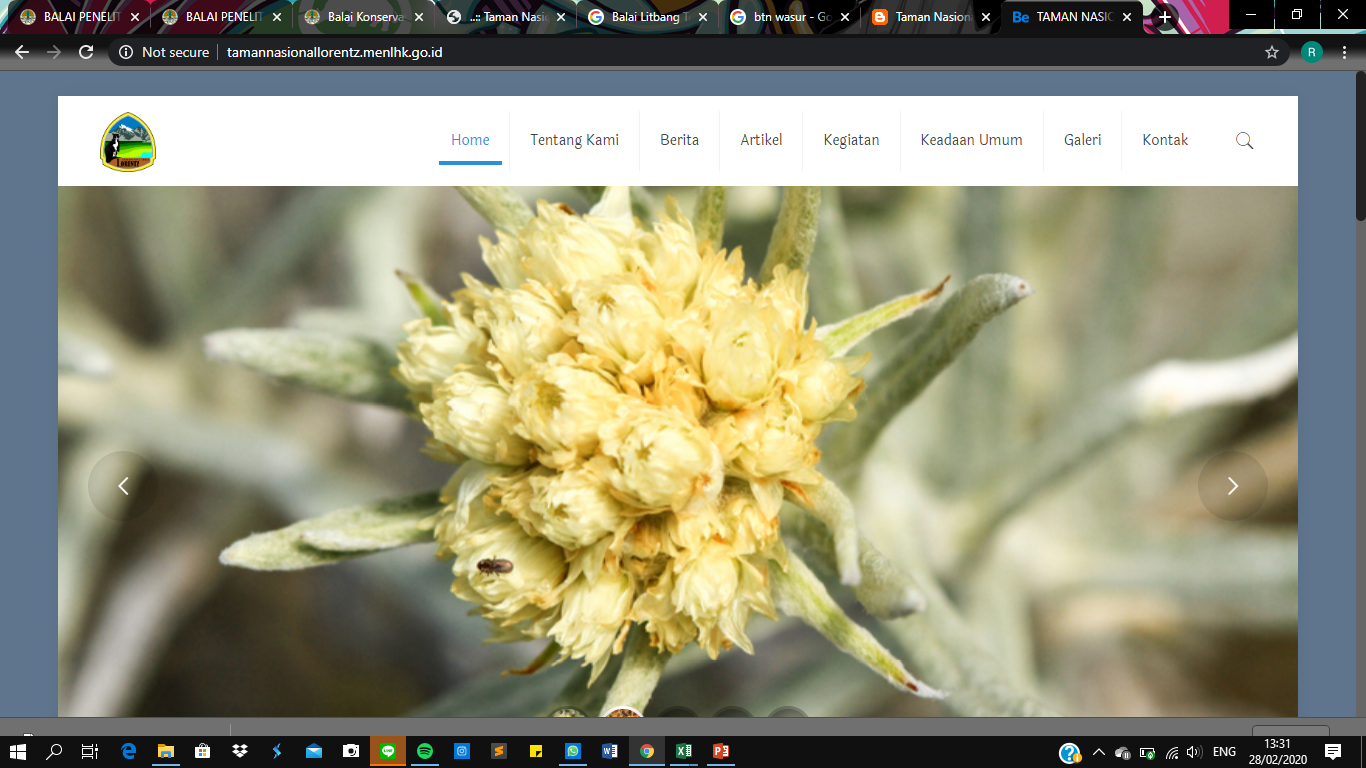 BALAI PENELIT
BALAI PENELIT
Balai Konserva
..:: Taman Nasi
Balai Litbang T
btn wasur - Go
Taman Nasion
Be
TAMAN NASIO
Not secure
tamannasionallorentz.menlhk.go.id
R
LORENTZ
Home
Tentang Kami
Berita
Artikel
Kegiatan
Keadaan Umum
Galeri
Kontak
ENG
13:31
28/02/2020